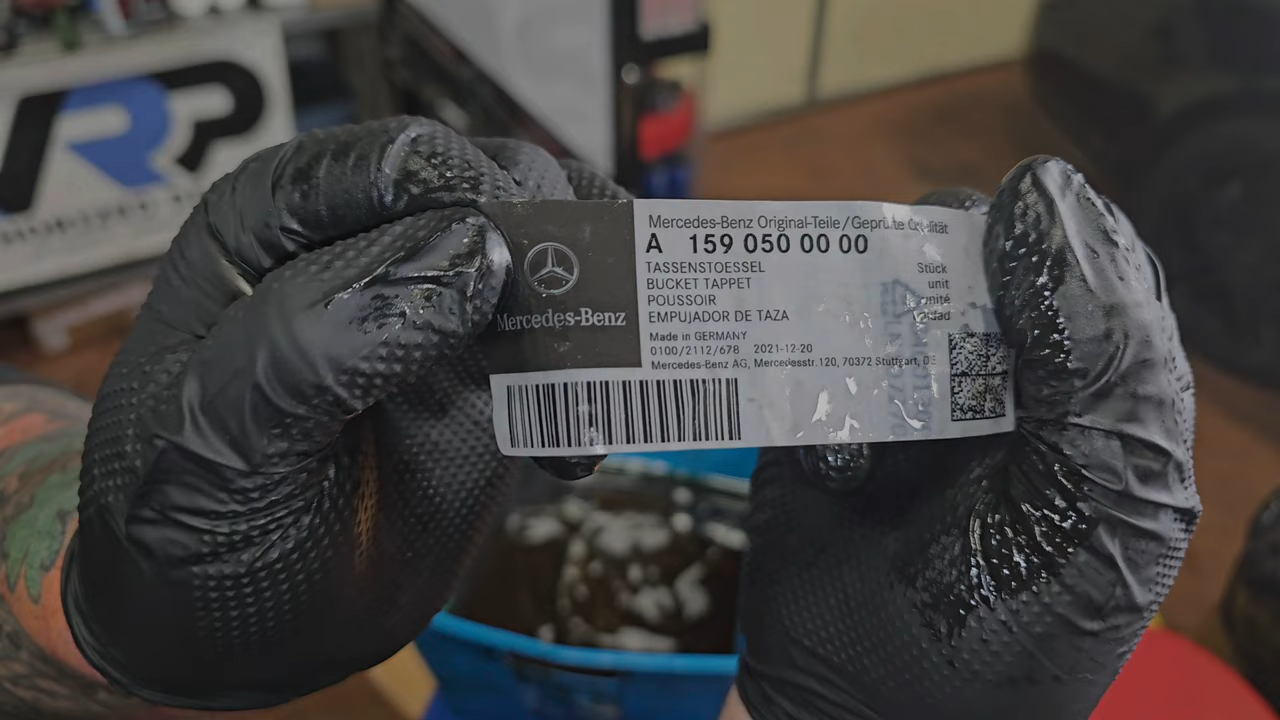 RP
Mercedes-Benz
Mercedes-Benz Original-Teile/Geprüfte Qualität
A 159 050 00 00
TASSENSTOESSEL
BUCKET TAPPET
POUSSOIR
EMPUJADOR DE TAZA
Stück
unit
unité
Made in GERMANY
0100/2112/678 2021-12-20
Mercedes-Benz AG, Mercedesstr.120, 70372 Stuttgart, DE